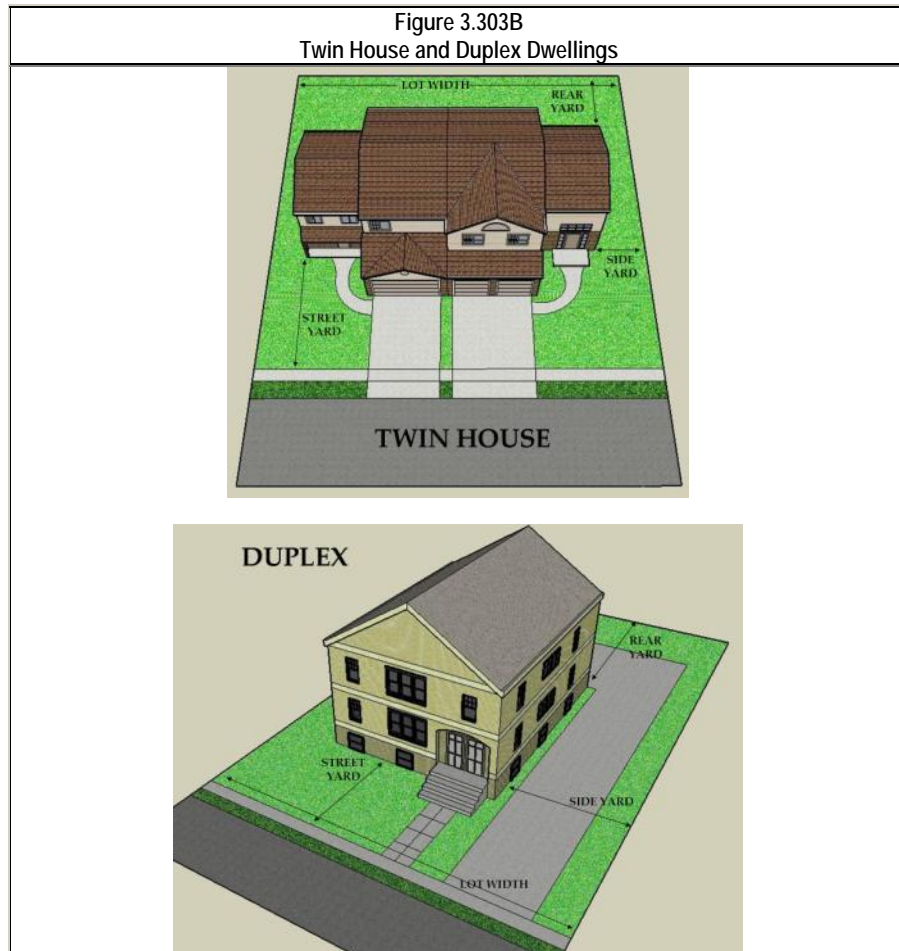 Figure 3.303B
Twin House and Duplex Dwellings
LOT WIDTH
REAR
YARD
SIDE
YARD
STREET
YARD
TWIN HOUSE
DUPLEX
REAR
YARD
STREET
YARD
SIDE YARD
LOT WIDTH